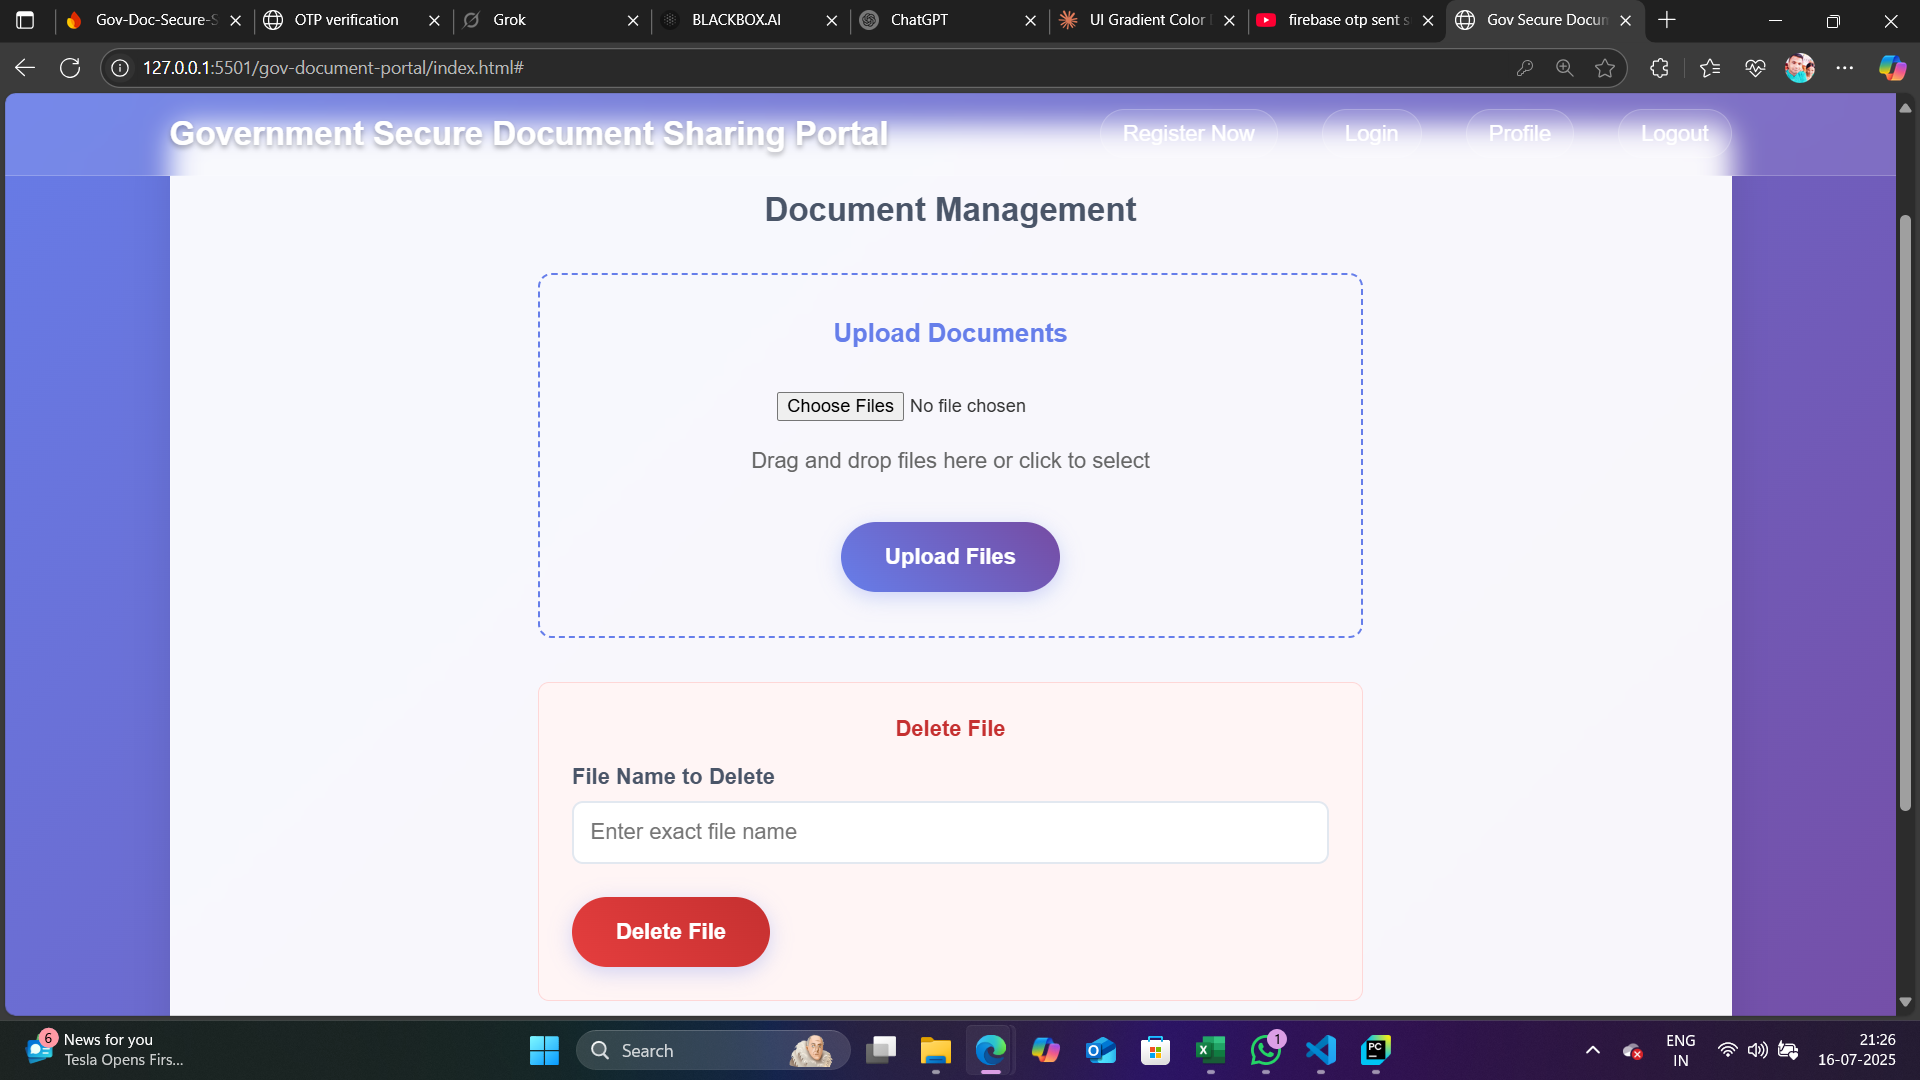 Gov-Doc-Secure-S
OTP verification
Grok
BLACKBOX.AI
ChatGPT
UI Gradient Color
firebase otp sent s
Gov Secure Docum
127.0.0.1:5501/gov-document-portal/index.html#
Government Secure Document Sharing Portal
Register Now
Login
Profile
Logout
Document Management
Upload Documents
Choose Files No file chosen
Drag and drop files here or click to select
Upload Files
Delete File
File Name to Delete
Enter exact file name
Delete File
6
News for you
Tesla Opens Firs...
Search
1
PC
ENG
IN
21:26
16-07-2025